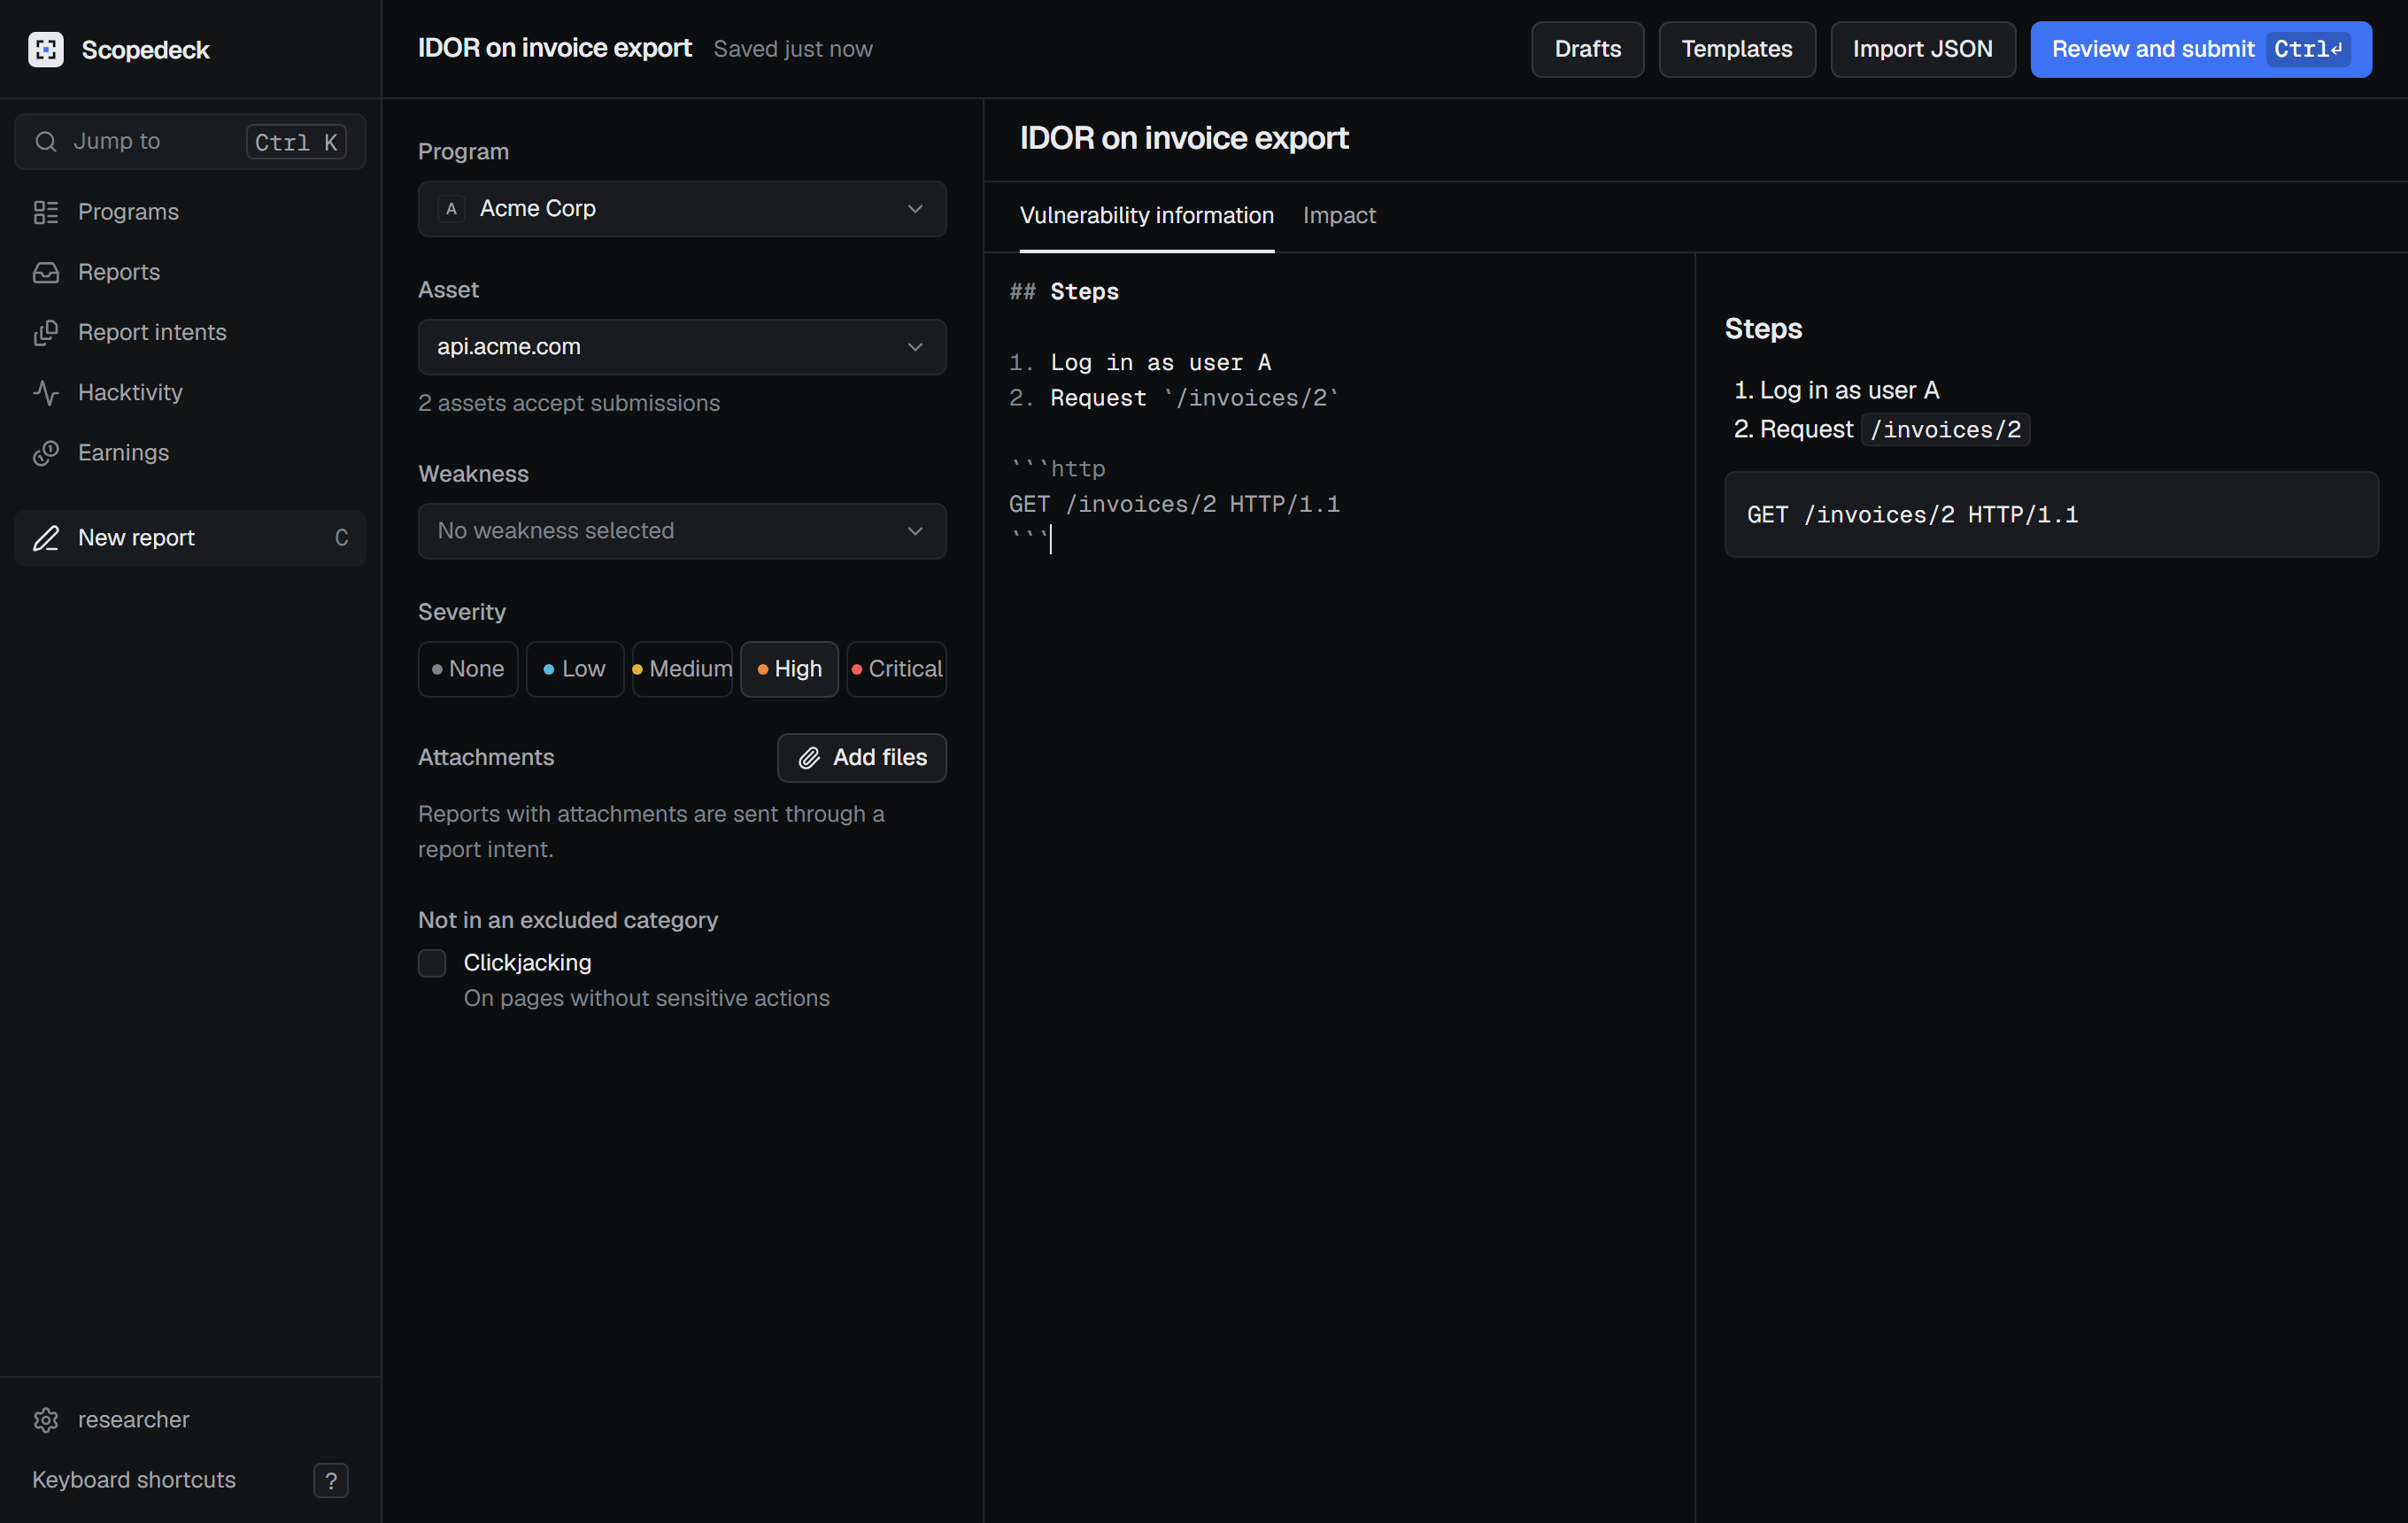 Scopedeck
IDOR on invoice export Saved just now
Drafts
Templates
Import JSON
Review and submit Ctrl↵
Jump to Ctrl K
Programs
Reports
Report intents
Hacktivity
Earnings
New report C
researcher
Keyboard shortcuts ?
Program
A Acme Corp
Asset
api.acme.com
2 assets accept submissions
Weakness
No weakness selected
Severity
None Low Medium High Critical
Attachments
Add files
Reports with attachments are sent through a
report intent.
Not in an excluded category
Clickjacking
On pages without sensitive actions
IDOR on invoice export
Vulnerability information Impact
## Steps
1. Log in as user A
2. Request `/invoices/2`
```http
GET /invoices/2 HTTP/1.1
```
Steps
1. Log in as user A
2. Request /invoices/2
GET /invoices/2 HTTP/1.1